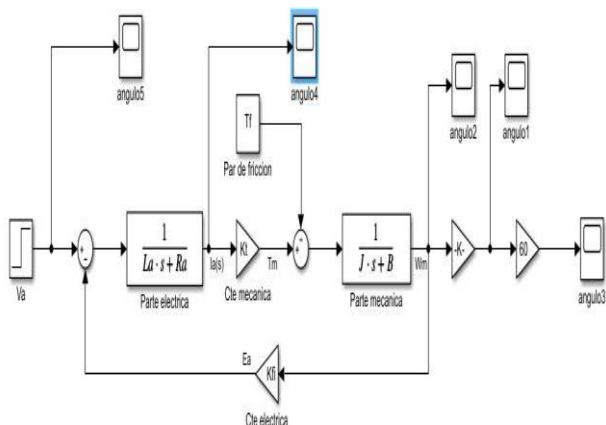 angulo5
angulo4
Tf
Par de friccion
angulo2
angulo1
Va
1
La · s + Ra
Parte electrica
Ia(s)
Kt
Cte mecanica
Tm
1
J · s + B
Parte mecanica
Wm
-K-
60
angulo3
Ea
Kfi
Cte electrica